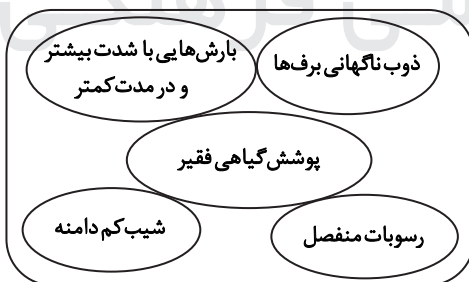 ذوب ناگهانی برف‌ها
بارش‌هایی با شدت بیشتر
و در مدت کمتر
پوشش گیاهی فقیر
رسوبات منفصل
شیب کم دامنه